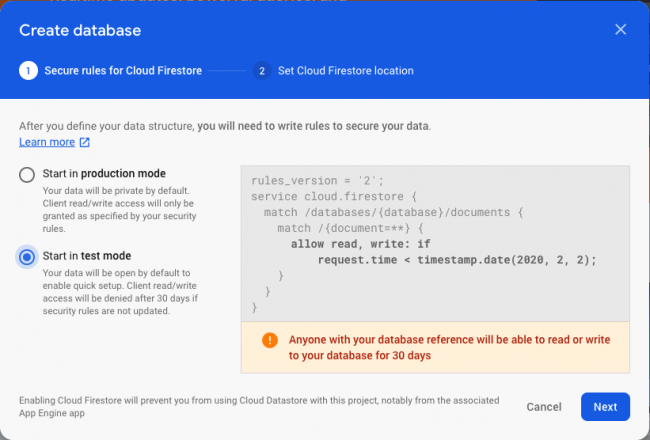 Create database
1 Secure rules for Cloud Firestore 2 Set Cloud Firestore location
After you define your data structure, you will need to write rules to secure your data.
Learn more
Start in production mode
Your data will be private by default.
Client read/write access will only be
granted as specified by your security
rules.
Start in test mode
Your data will be open by default to
enable quick setup. Client read/write
access will be denied after 30 days if
security rules are not updated.
rules_version = '2';
service cloud.firestore {
match /databases/{database}/documents {
match /{document=**} {
allow read, write: if
request.time < timestamp.date(2020, 2, 2);
}
}
}
Anyone with your database reference will be able to read or write
to your database for 30 days
Enabling Cloud Firestore will prevent you from using Cloud Datastore with this project, notably from the associated
App Engine app
Cancel
Next